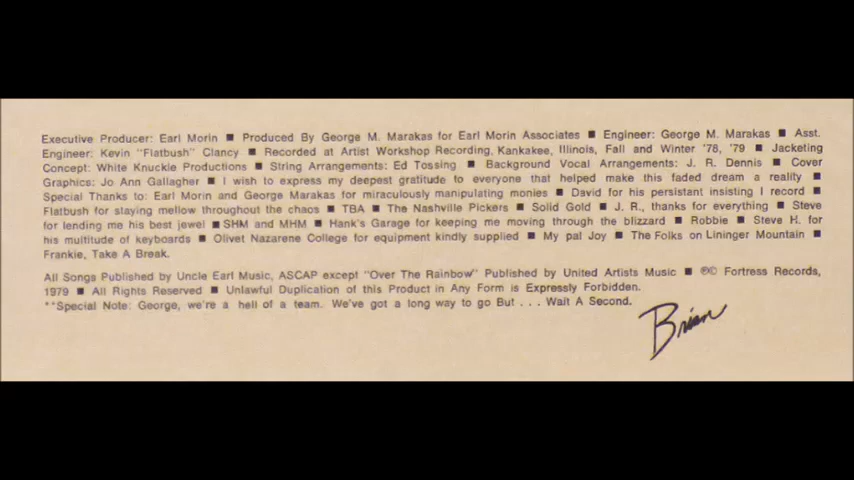 Executive Producer: Earl Morin ■ Produced By George M. Marakas for Earl Morin Associates ■ Engineer: George M. Marakas ■ Asst.
Engineer: Kevin "Flatbush" Clancy ■ Recorded at Artist Workshop Recording, Kankakee, Illinois, Fall and Winter '78, '79 ■ Jacketing
Concept: White Knuckle Productions ■ String Arrangements: Ed Tossing ■ Background Vocal Arrangements: J. R. Dennis ■ Cover
Graphics: Jo Ann Gallagher ■ I wish to express my deepest gratitude to everyone that helped make this faded dream a reality ■
Special Thanks to: Earl Morin and George Marakas for miraculously manipulating monies ■ David for his persistant insisting I record ■
Flatbush for staying mellow throughout the chaos ■ TBA ■ The Nashville Pickers ■ Solid Gold ■ J. R., thanks for everything ■ Steve
for lending me his best jewel ■ SHM and MHM ■ Hank's Garage for keeping me moving through the blizzard ■ Robbie ■ Steve H. for
his multitude of keyboards ■ Olivet Nazarene College for equipment kindly supplied ■ My pal Joy ■ The Folks on Lininger Mountain ■
Frankie, Take A Break.
All Songs Published by Uncle Earl Music, ASCAP except "Over The Rainbow" Published by United Artists Music ■ ℗© Fortress Records,
1979 ■ All Rights Reserved ■ Unlawful Duplication of this Product in Any Form is Expressly Forbidden.
**Special Note: George, we're a hell of a team. We've got a long way to go But . . . Wait A Second.
Brian